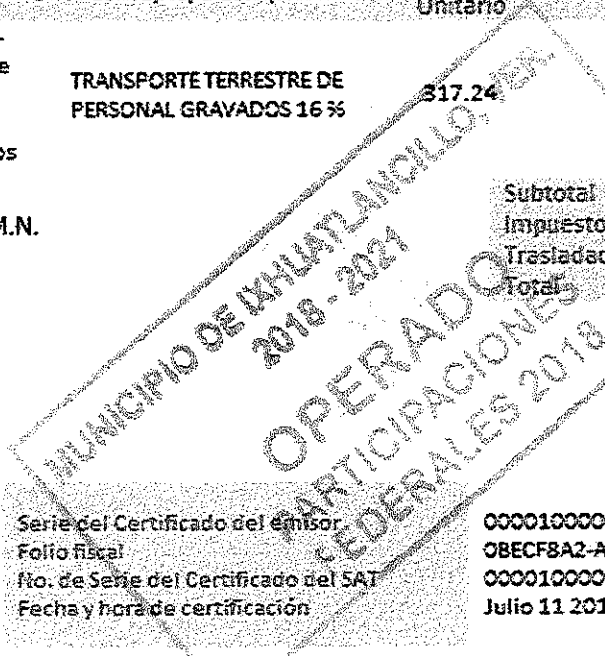 Unitario
e
TRANSPORTE TERRESTRE DE
PERSONAL GRAVADOS 16 %
317.24
os
M.N.
Subtotal
Impuesto
Trasladad
Total
MUNICIPIO DE IXHUATLANCILLO, VER.
2018 - 2021
OPERADO
PARTICIPACIONES
FEDERALES 2018
Serie del Certificado del emisor
Folio fiscal
No. de Serie del Certificado del SAT
Fecha y hora de certificación
000010000
0BECF8A2-A
000010000
Julio 11 201